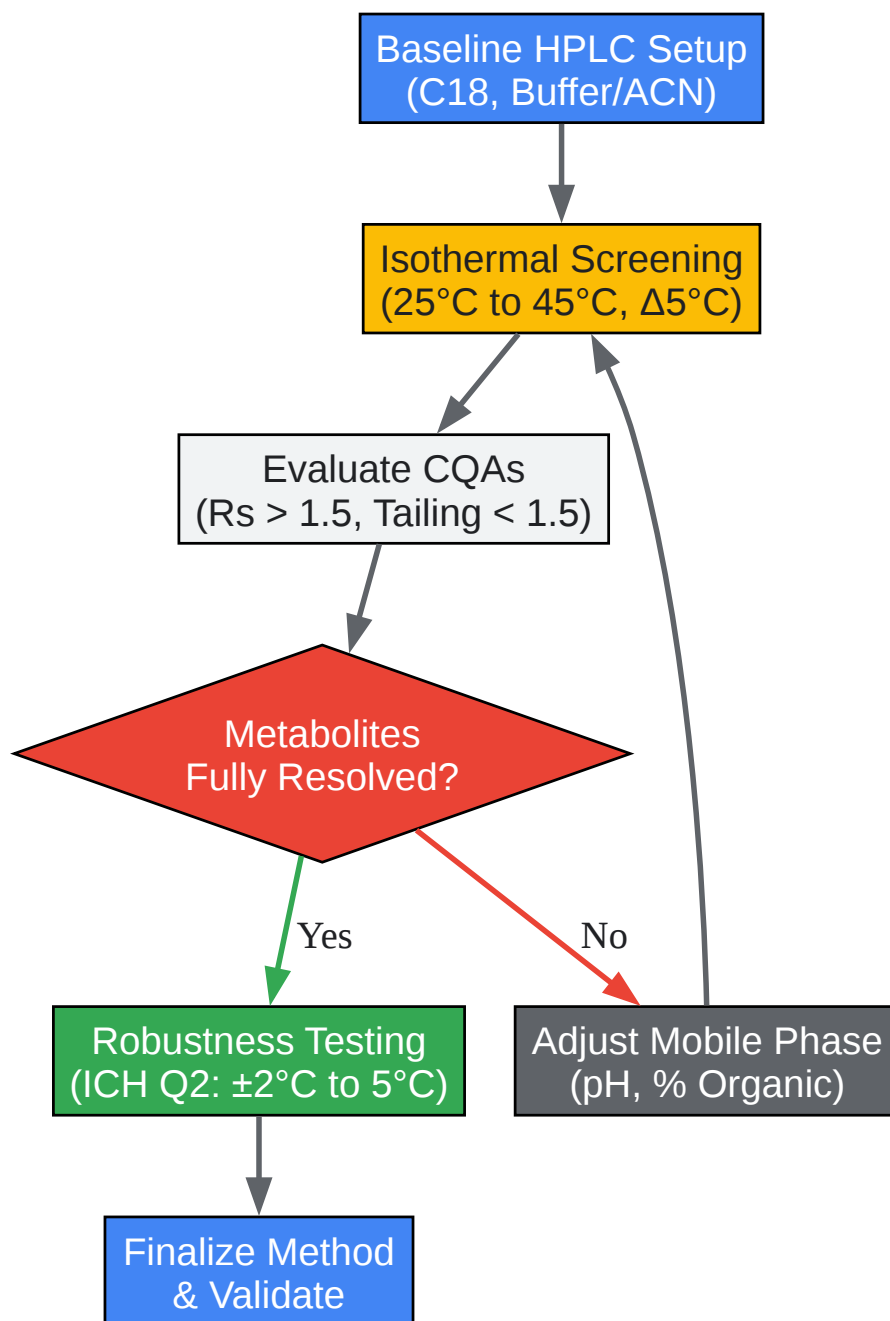 Baseline HPLC Setup
(C18, Buffer/ACN)
Isothermal Screening
(25°C to 45°C, Δ5°C)
Evaluate CQAs
(Rs > 1.5, Tailing < 1.5)
Metabolites
Fully Resolved?
Yes
No
Robustness Testing
(ICH Q2: ±2°C to 5°C)
Adjust Mobile Phase
(pH, % Organic)
Finalize Method
& Validate